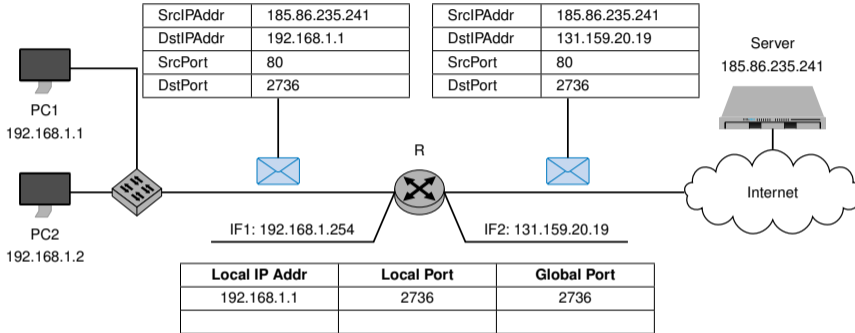 SrcIPAddr 185.86.235.241
DstIPAddr 192.168.1.1
SrcPort 80
DstPort 2736
SrcIPAddr 185.86.235.241
DstIPAddr 131.159.20.19
SrcPort 80
DstPort 2736
Server
185.86.235.241
PC1
192.168.1.1
R
Internet
PC2
192.168.1.2
IF1: 192.168.1.254
IF2: 131.159.20.19
Local IP Addr Local Port Global Port
192.168.1.1 2736 2736